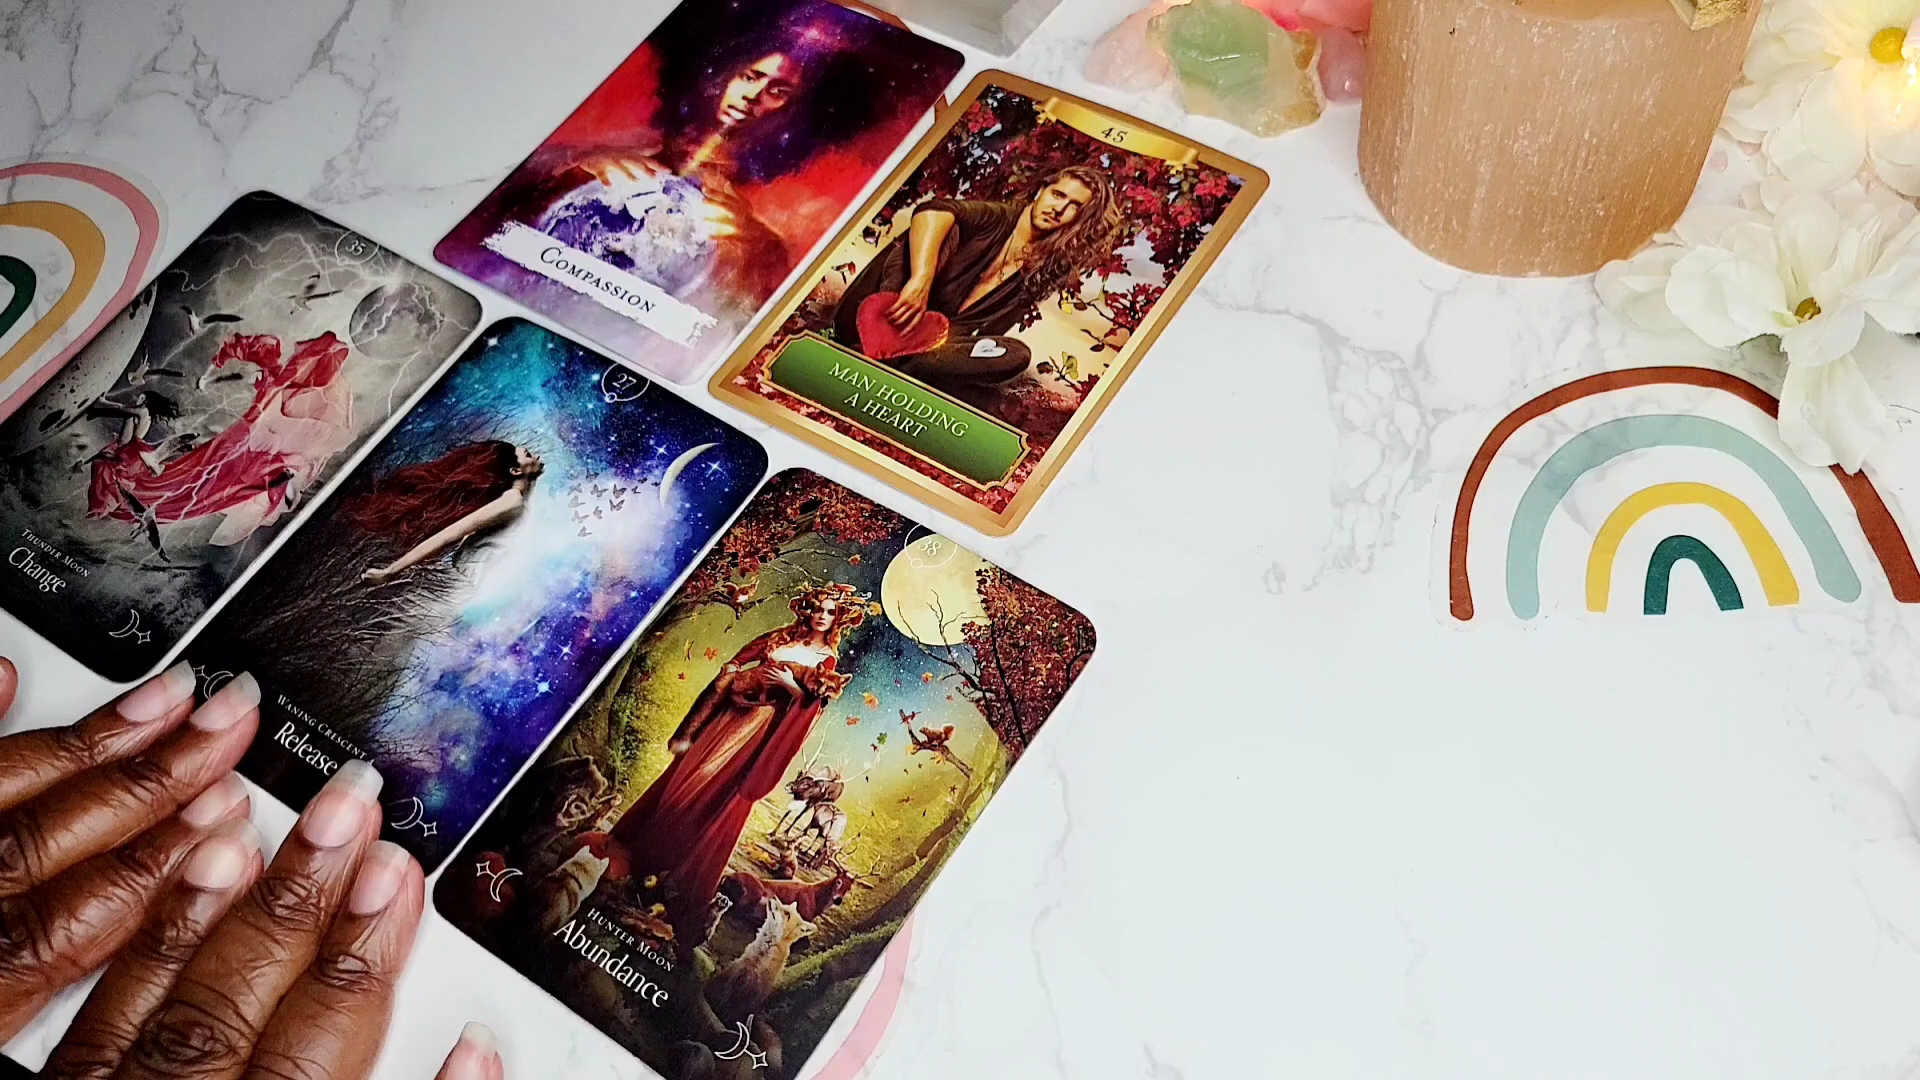 COMPASSION
45
MAN HOLDING
A HEART
35
THUNDER MOON
Change
27
WANING CRESCENT
Release
38
HUNTER MOON
Abundance